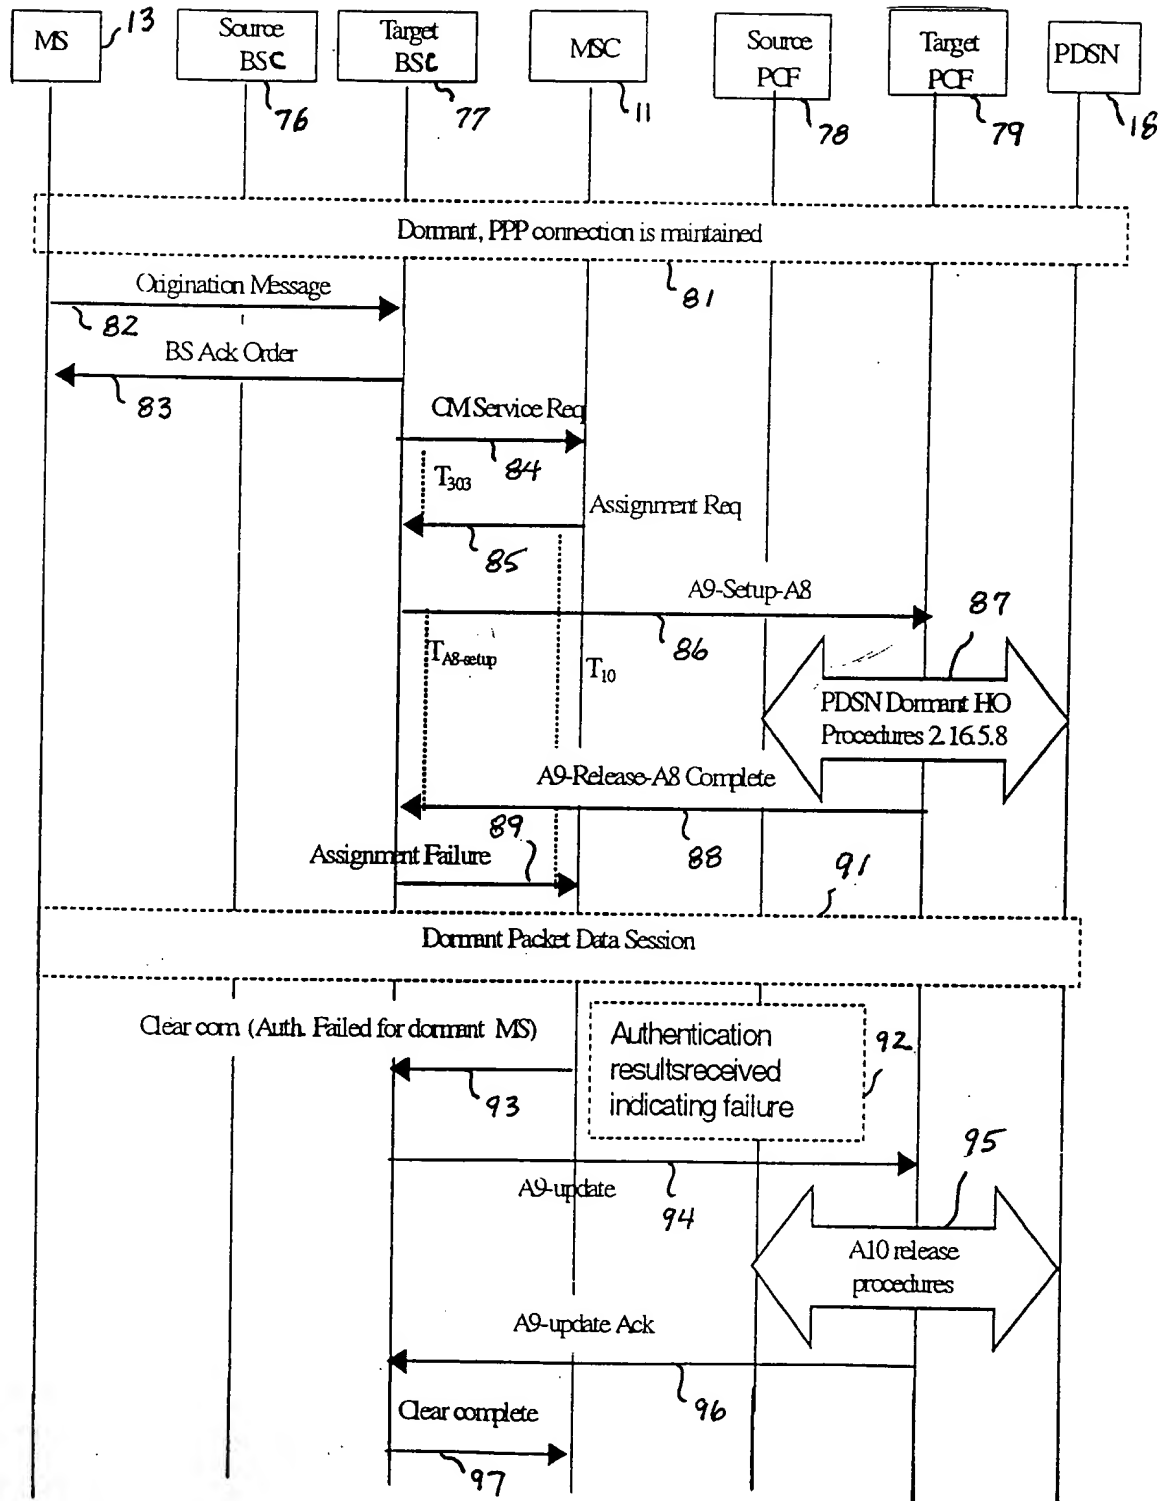 MS
13
Source
BSC
76
Target
BSC
77
MSC
11
Source
PCF
78
Target
PCF
79
PDSN
18
Dormant, PPP connection is maintained
81
Origination Message
82
BS Ack Order
83
CM Service Req
84
T303
Assignment Req
85
A9-Setup-A8
86
87
TA8-setup
T10
PDSN Dormant HO
Procedures 2.16.5.8
A9-Release-A8 Complete
88
89
Assignment Failure
91
Dormant Packet Data Session
Clear com (Auth. Failed for dormant MS)
93
Authentication
resultsreceived
indicating failure
92
A9-update
94
95
A10 release
procedures
A9-update Ack
96
Clear complete
97